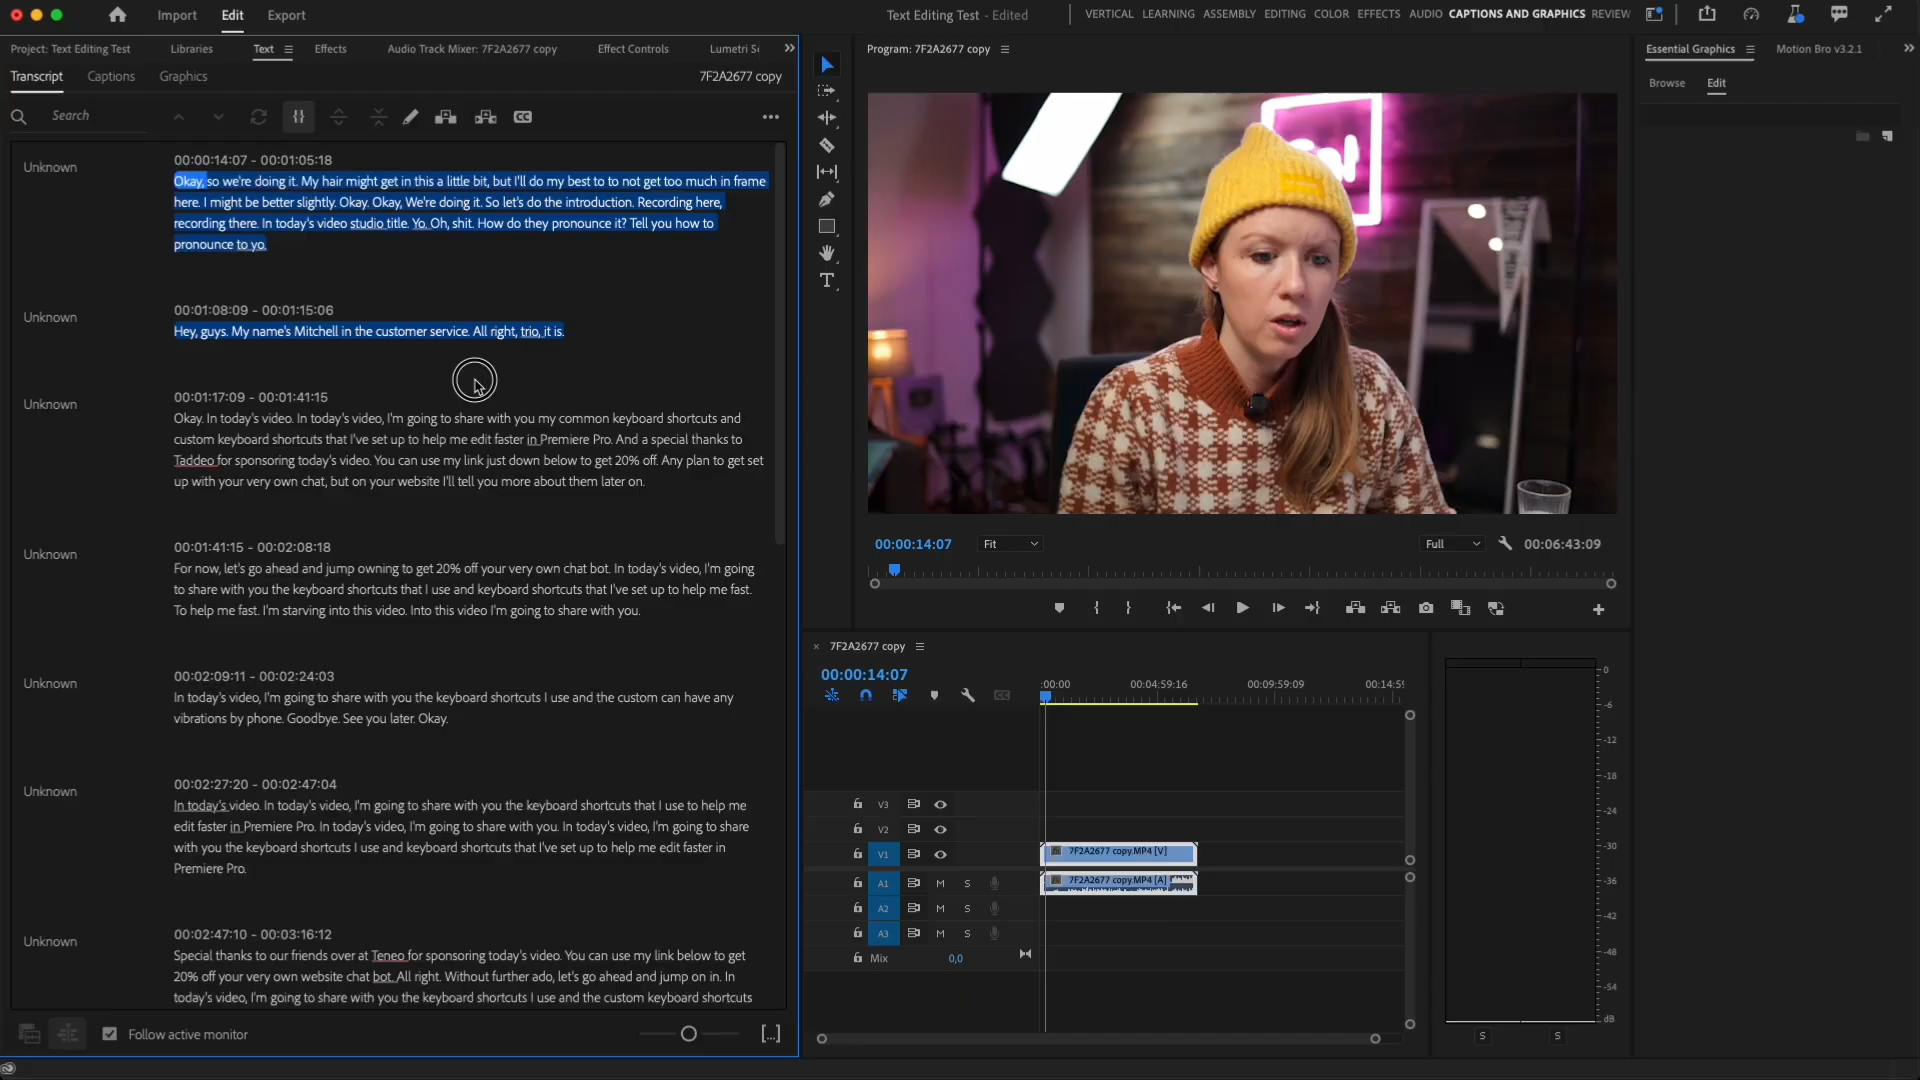 Import
Edit
Export
Text Editing Test - Edited
VERTICAL
LEARNING
ASSEMBLY
EDITING
COLOR
EFFECTS
AUDIO
CAPTIONS AND GRAPHICS
REVIEW
Project: Text Editing Test
Libraries
Text
Effects
Audio Track Mixer: 7F2A2677 copy
Effect Controls
Lumetri
Transcript
Captions
Graphics
7F2A2677 copy
Search
Unknown
00:00:14:07 - 00:01:05:18
Okay, so we're doing it. My hair might get in this a little bit, but I'll do my best to to not get too much in frame
here. I might be better slightly. Okay. Okay, We're doing it. So let's do the introduction. Recording here,
recording there. In today's video studio title. Yo. Oh, shit. How do they pronounce it? Tell you how to
pronounce to yo.
Unknown
00:01:08:09 - 00:01:15:06
Hey, guys. My name's Mitchell in the customer service. All right, trio, it is.
Unknown
00:01:17:09 - 00:01:41:15
Okay. In today's video. In today's video, I'm going to share with you my common keyboard shortcuts and
custom keyboard shortcuts that I've set up to help me edit faster in Premiere Pro. And a special thanks to
Taddeo for sponsoring today's video. You can use my link just down below to get 20% off. Any plan to get set
up with your very own chat, but on your website I'll tell you more about them later on.
Unknown
00:01:41:15 - 00:02:08:18
For now, let's go ahead and jump owning to get 20% off your very own chat bot. In today's video, I'm going
to share with you the keyboard shortcuts that I use and keyboard shortcuts that I've set up to help me fast.
To help me fast. I'm starving into this video. Into this video I'm going to share with you.
Unknown
00:02:09:11 - 00:02:24:03
In today's video, I'm going to share with you the keyboard shortcuts I use and the custom can have any
vibrations by phone. Goodbye. See you later. Okay.
Unknown
00:02:27:20 - 00:02:47:04
In today's video. In today's video, I'm going to share with you the keyboard shortcuts that I use to help me
edit faster in Premiere Pro. In today's video, I'm going to share with you. In today's video, I'm going to share
with you the keyboard shortcuts I use and keyboard shortcuts that I've set up to help me edit faster in
Premiere Pro.
Unknown
00:02:47:10 - 00:03:16:12
Special thanks to our friends over at Teneo for sponsoring today's video. You can use my link below to get
20% off your very own website chat bot. All right. Without further ado, let's go ahead and jump on in. In
today's video, I'm going to share with you the keyboard shortcuts I use and the custom keyboard shortcuts
Follow active monitor
Program: 7F2A2677 copy
00:00:14:07
Fit
Full
00:06:43:09
7F2A2677 copy
00:00:14:07
:00:00
00:04:59:16
00:09:59:09
00:14:59
V3
V2
V1
7F2A2677 copy.MP4 [V]
A1
M
S
7F2A2677 copy.MP4 [A]
A2
M
S
A3
M
S
Mix
0,0
0
-6
-12
-18
-24
-30
-36
-42
-48
-54
dB
S
S
Essential Graphics
Motion Bro v3.2.1
Browse
Edit